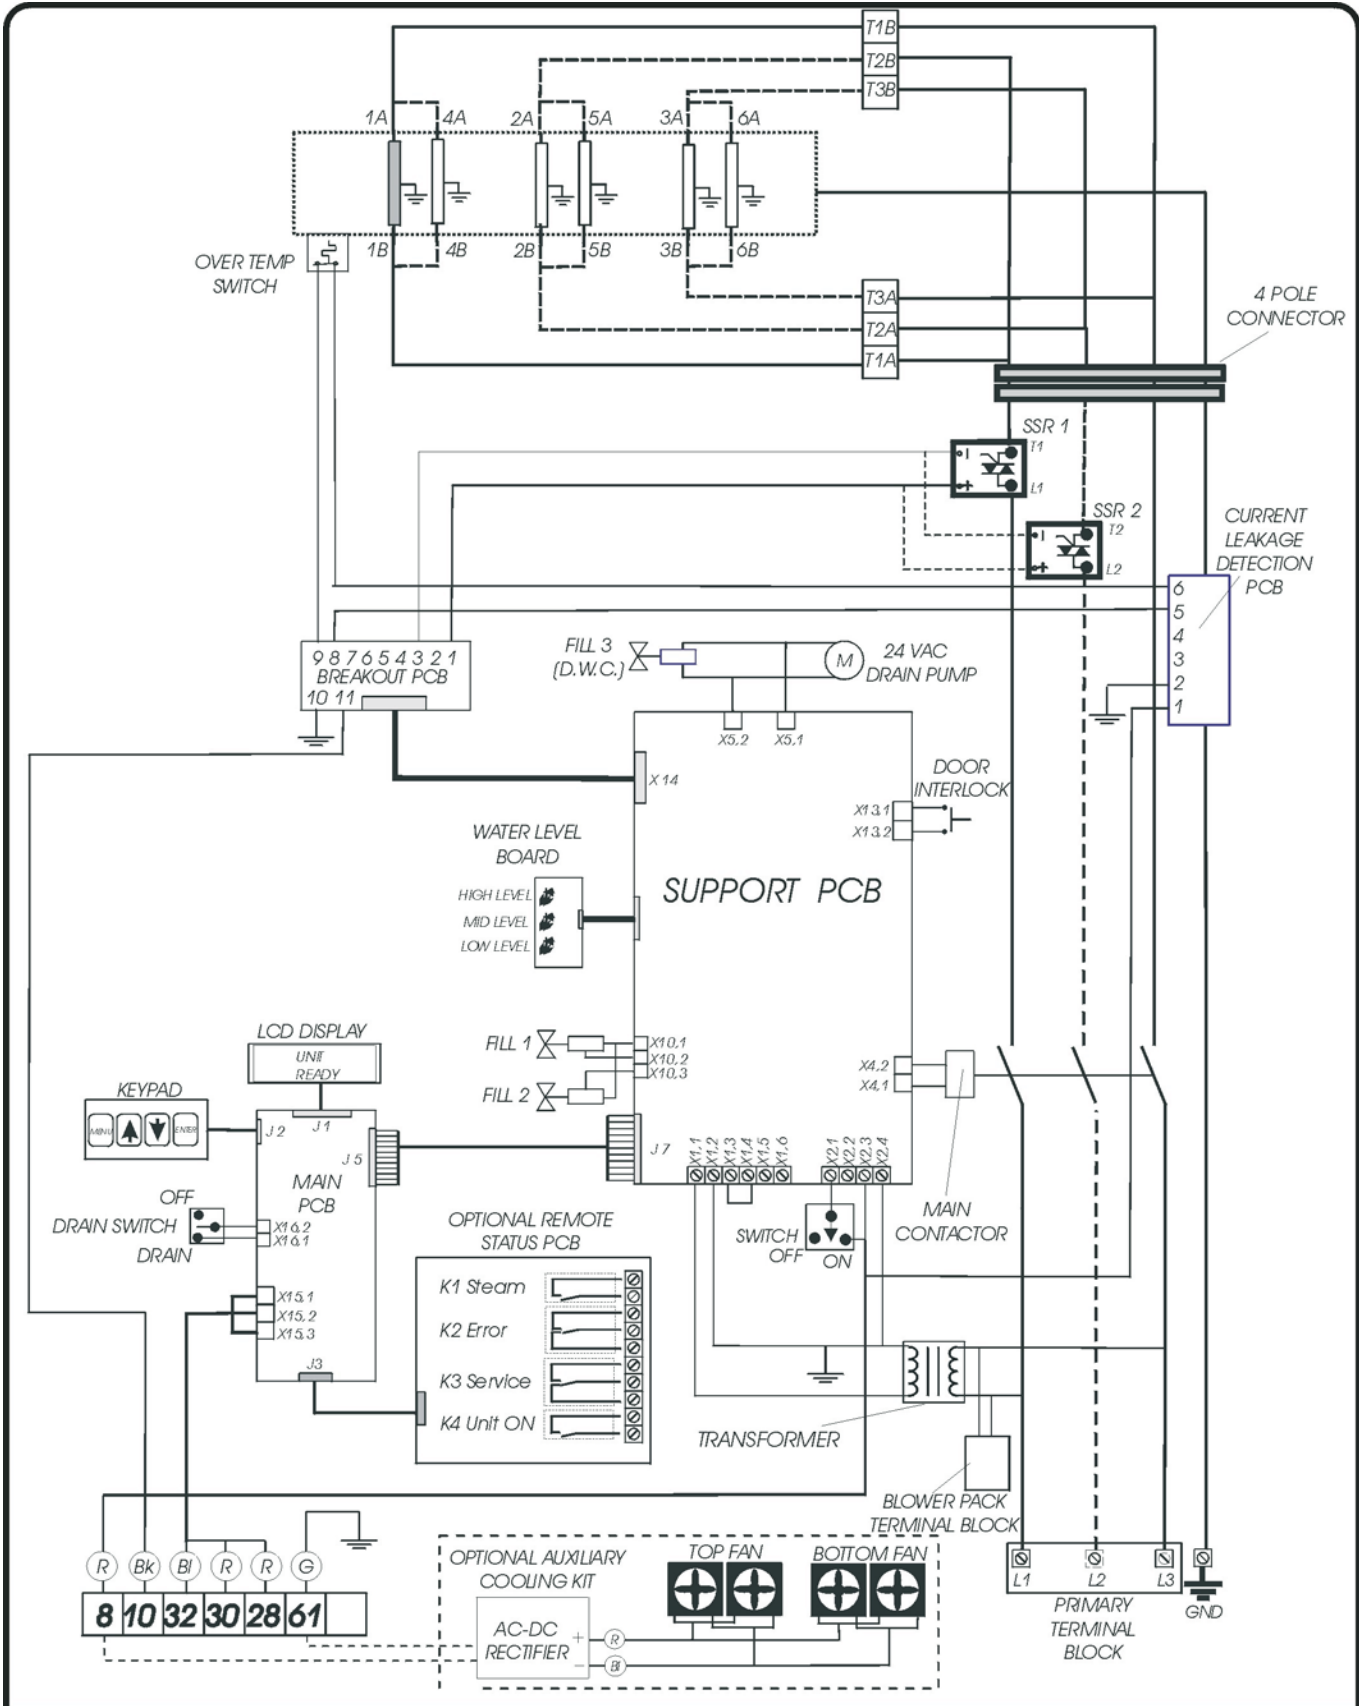 T1B
T2B
T3B
1A
4A
2A
5A
3A
6A
1B
4B
2B
5B
3B
6B
OVER TEMP
SWITCH
T3A
T2A
T1A
4 POLE
CONNECTOR
SSR 1
T1
L1
SSR 2
T2
L2
CURRENT
LEAKAGE
DETECTION
PCB
6
5
4
3
2
1
9 8 7 6 5 4 3 2 1
BREAKOUT PCB
10 11
FILL 3
(D.W.C.)
M
24 VAC
DRAIN PUMP
X5,2
X5,1
X14
DOOR
INTERLOCK
X13,1
X13,2
WATER LEVEL
BOARD
HIGH LEVEL
MID LEVEL
LOW LEVEL
SUPPORT PCB
FILL 1
X10,1
X10,2
X10,3
FILL 2
X4,2
X4,1
LCD DISPLAY
UNIT
READY
KEYPAD
MENU
ENTER
J2
J1
J5
J7
MAIN
PCB
X1,1
X1,2
X1,3
X1,4
X1,5
X1,6
X2,1
X2,2
X2,3
X2,4
OFF
DRAIN SWITCH
DRAIN
X16,2
X16,1
SWITCH
OFF
ON
MAIN
CONTACTOR
OPTIONAL REMOTE
STATUS PCB
K1 Steam
K2 Error
K3 Service
K4 Unit ON
X15,1
X15,2
X15,3
J3
TRANSFORMER
BLOWER PACK
TERMINAL BLOCK
R
Bk
Bl
R
R
G
8
10
32
30
28
61
OPTIONAL AUXILIARY
COOLING KIT
TOP FAN
BOTTOM FAN
AC-DC
RECTIFIER
+
−
R
Bl
L1
L2
L3
PRIMARY
TERMINAL
BLOCK
GND